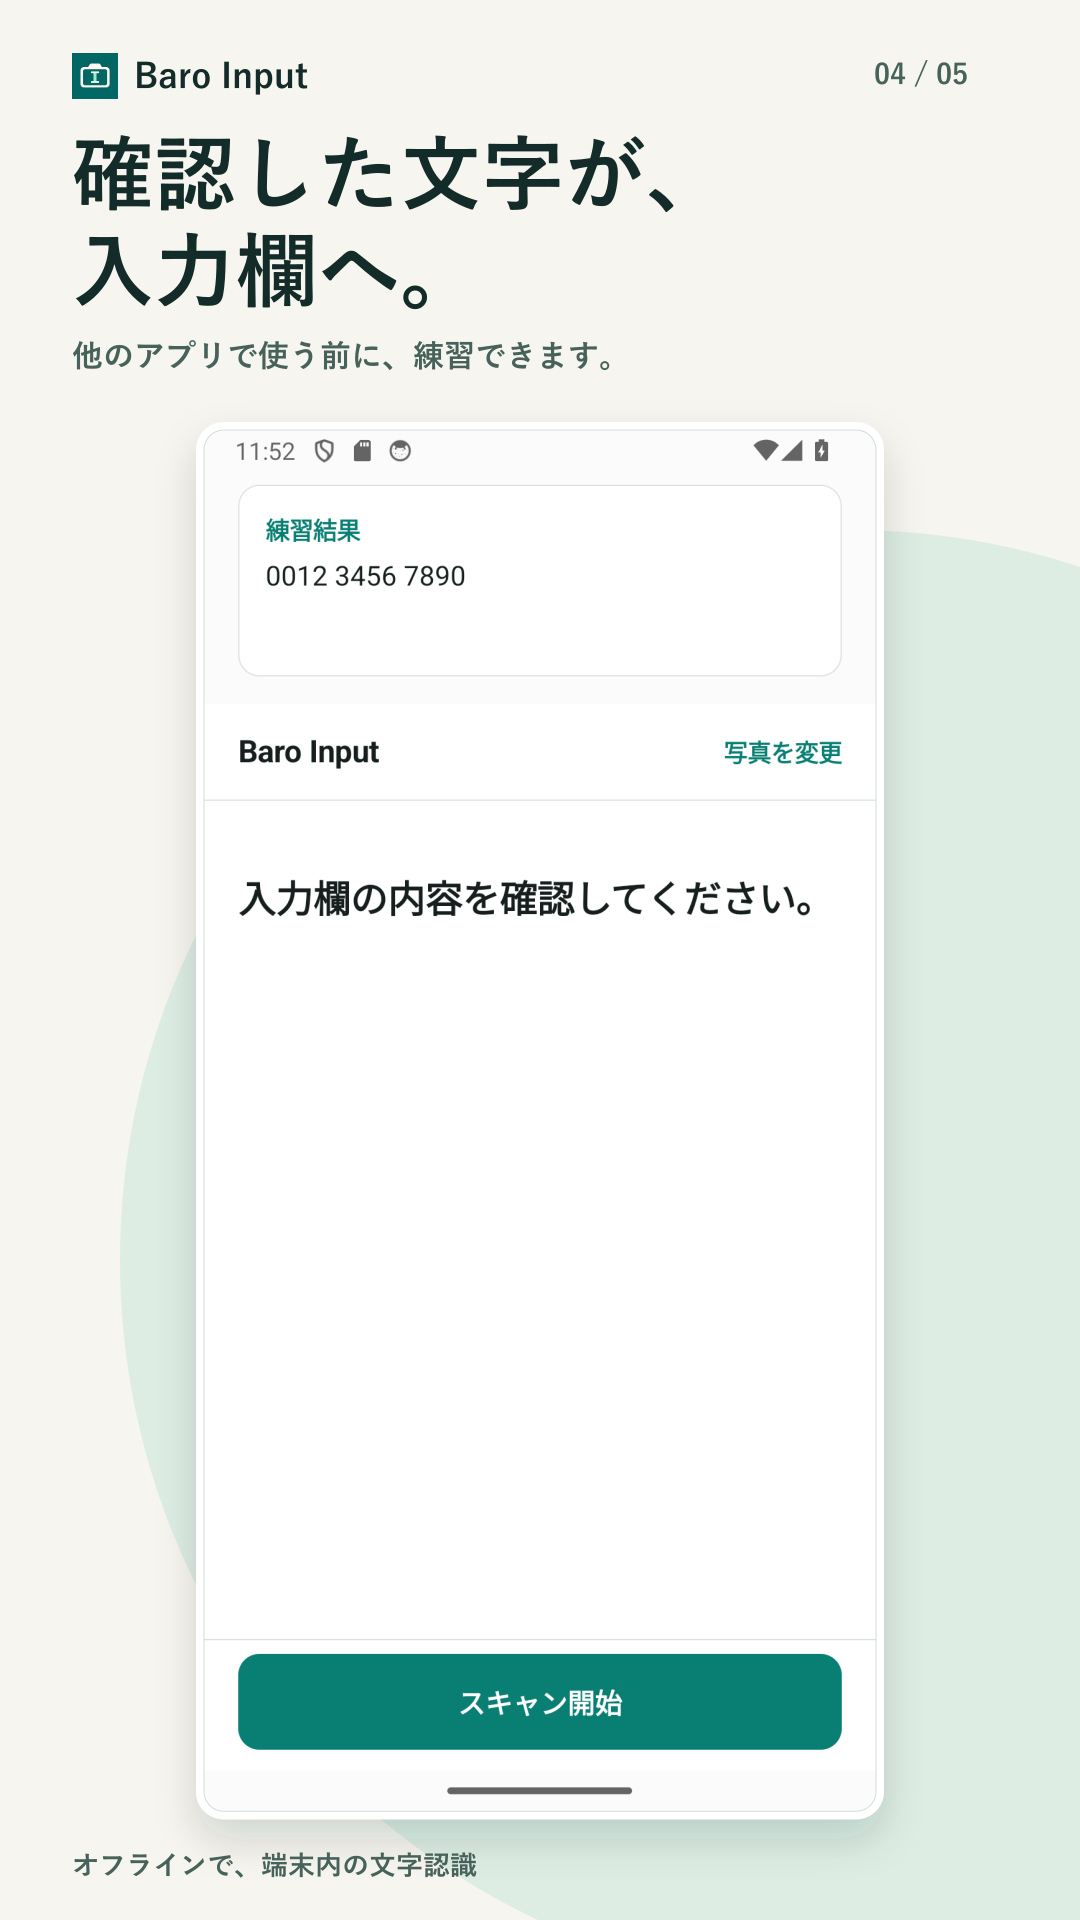 Baro Input
04 / 05
確認した文字が、
入力欄へ。
他のアプリで使う前に、練習できます。
11:52
練習結果
0012 3456 7890
Baro Input
写真を変更
入力欄の内容を確認してください。
スキャン開始
オフラインで、端末内の文字認識